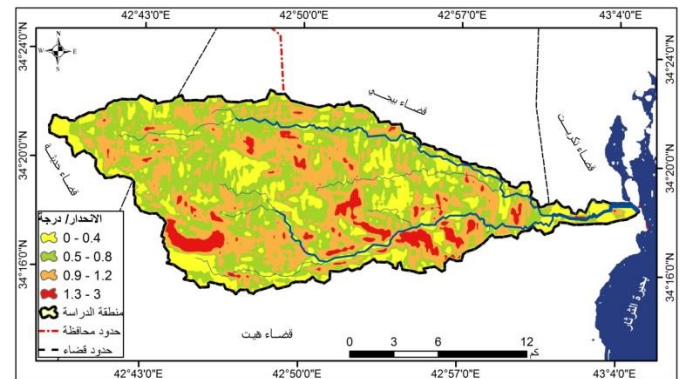 42°43'0"E 42°50'0"E 42°57'0"E 43°4'0"E
34°24'0"N
34°24'0"N
N
W E
S
قضاء بيجي
قضاء تكريت
34°20'0"N
34°20'0"N
قضاء حديثة
الانحدار/ درجة
0 - 0.4
0.5 - 0.8
0.9 - 1.2
1.3 - 3
منطقة الدراسة
حدود محافظة
حدود قضاء
34°16'0"N
34°16'0"N
بحيرة الثرثار
قضاء هيت
0 3 6 12
كم
42°43'0"E 42°50'0"E 42°57'0"E 43°4'0"E